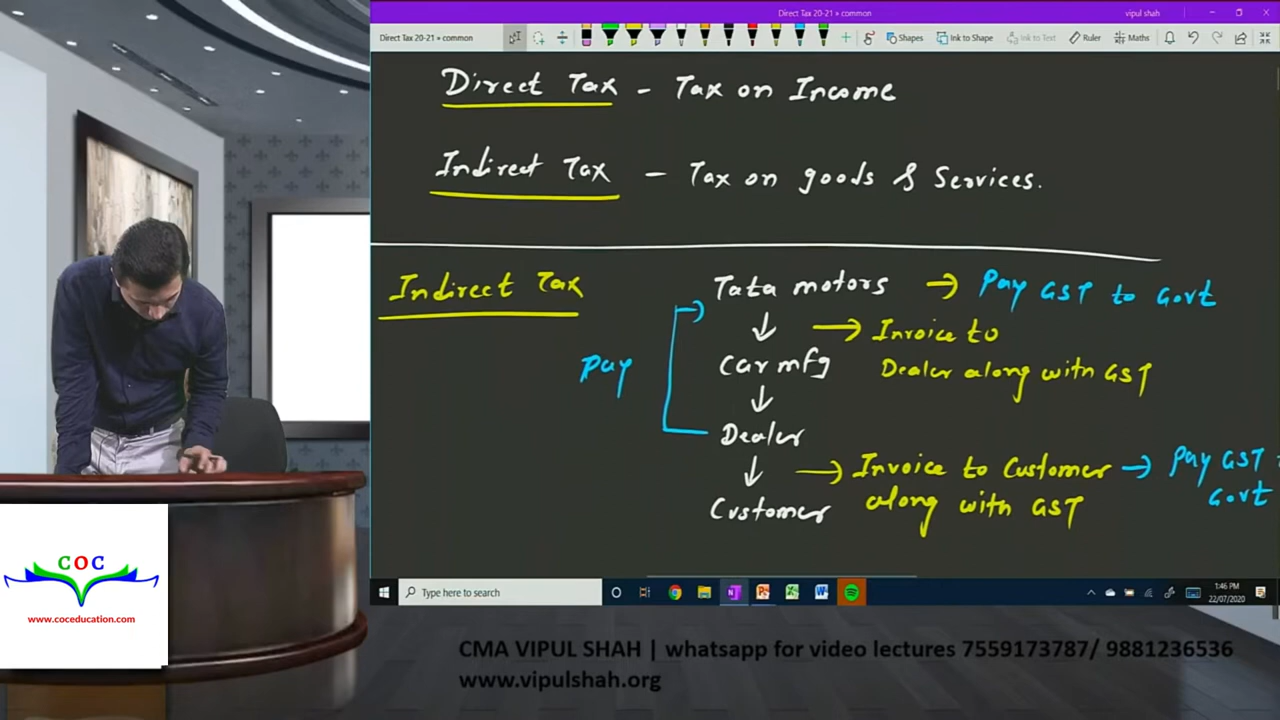 Direct Tax 20-21 » common
vipul shah
Direct Tax 20-21 » common
Shapes
Ink to Shape
Ink to Text
Ruler
Maths
Direct Tax - Tax on Income
Indirect Tax - Tax on goods & Services.
Indirect Tax
Tata motors → Pay GST to Govt
↓ → Invoice to
Car mfg
Dealer along with GST
Pay
↓
Dealer
↓ → Invoice to Customer → Pay GST
Customer
along with GST
Govt
Type here to search
1:46 PM
22/07/2020
COC
www.coceducation.com
CMA VIPUL SHAH | whatsapp for video lectures 7559173787/ 9881236536
www.vipulshah.org